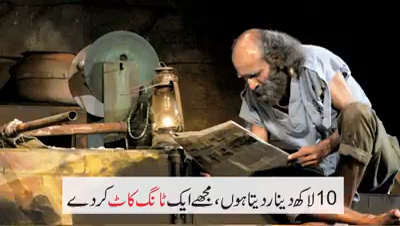 10 لاکھ دینار دیتا ہوں، مجھے ایک ٹانگ کاٹ کر دے